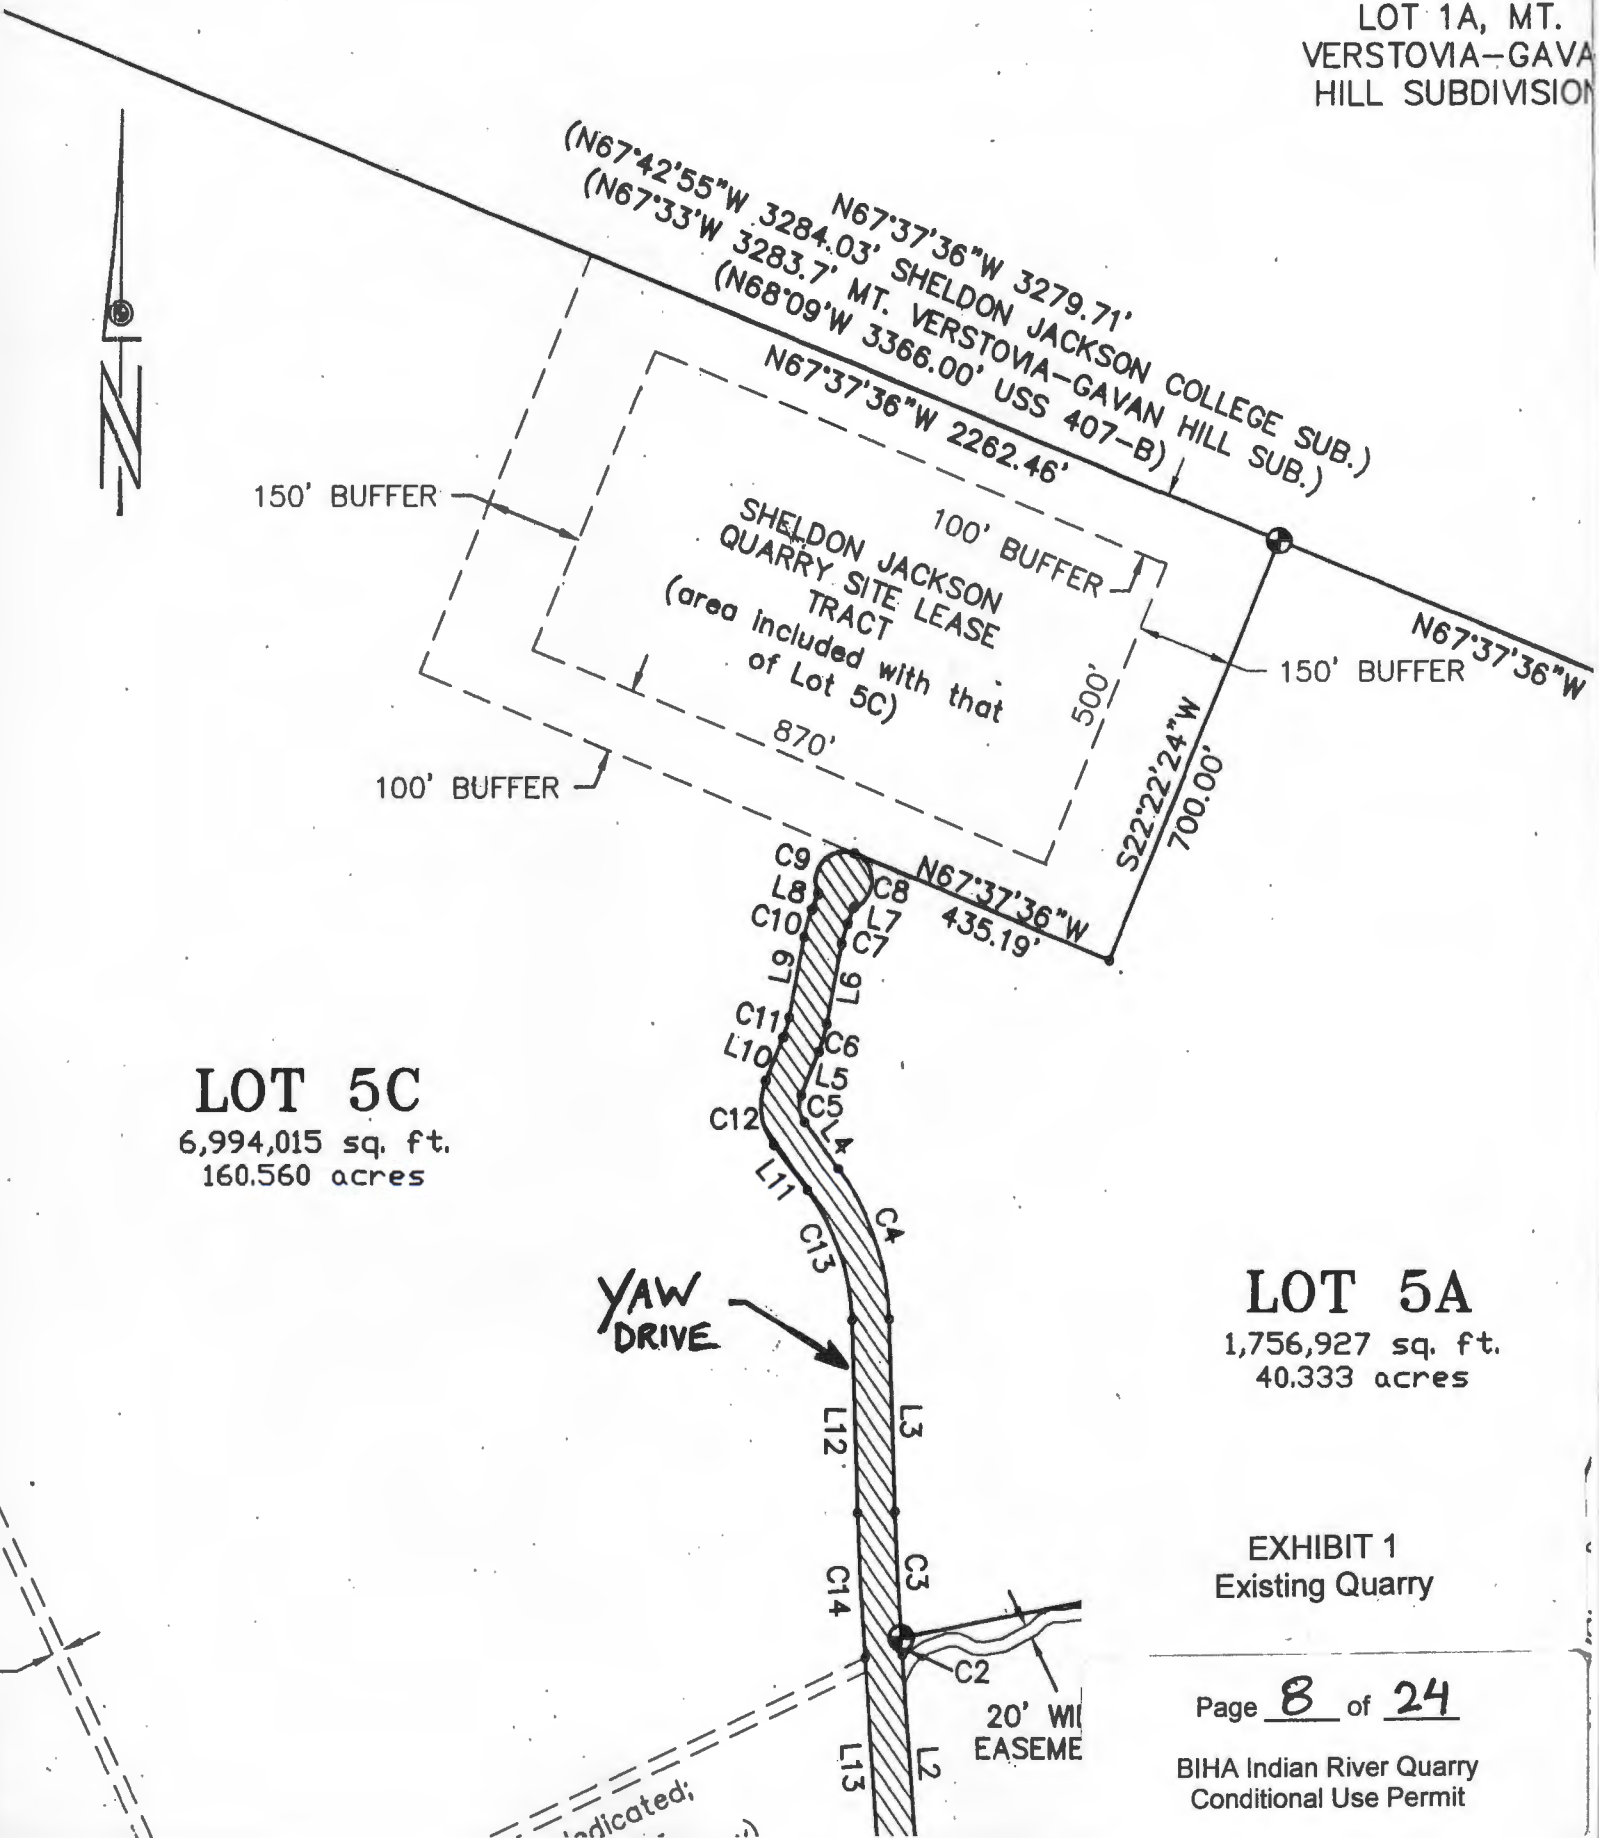 LOT 1A, MT.
VERSTOVIA-GAVA
HILL SUBDIVISION
N67°37'36"W 3279.71'
(N67°42'55"W 3284.03' SHELDON JACKSON COLLEGE SUB.)
(N67°33'W 3283.7' MT. VERSTOVIA-GAVAN HILL SUB.)
(N68°09'W 3366.00' USS 407-B)
N67°37'36"W 2262.46'
N
150' BUFFER
100' BUFFER
SHELDON JACKSON
QUARRY SITE LEASE
TRACT
(area included with that
of Lot 5C)
N67°37'36"W
150' BUFFER
500'
870'
S22°22'24"W
700.00'
100' BUFFER
N67°37'36"W
435.19'
C9
C8
L8
L7
C10
C7
L9
L6
C11
C6
L10
L5
C5
C12
L4
L11
C4
C13
LOT 5C
6,994,015 sq. ft.
160.560 acres
YAW
DRIVE
LOT 5A
1,756,927 sq. ft.
40.333 acres
L12
L3
C14
C3
C2
20' WI
EASEME
L13
L2
dicated;
EXHIBIT 1
Existing Quarry
Page 8 of 24
BIHA Indian River Quarry
Conditional Use Permit